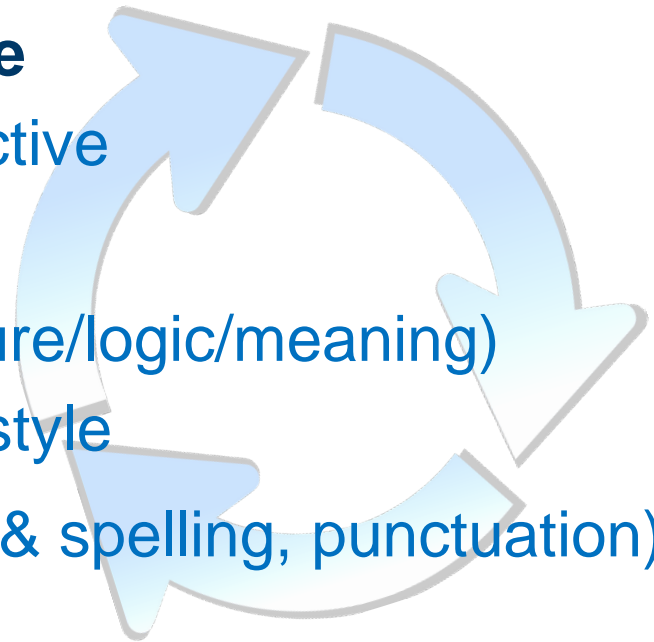 e
ctive
ure/logic/meaning)
style
& spelling, punctuation)